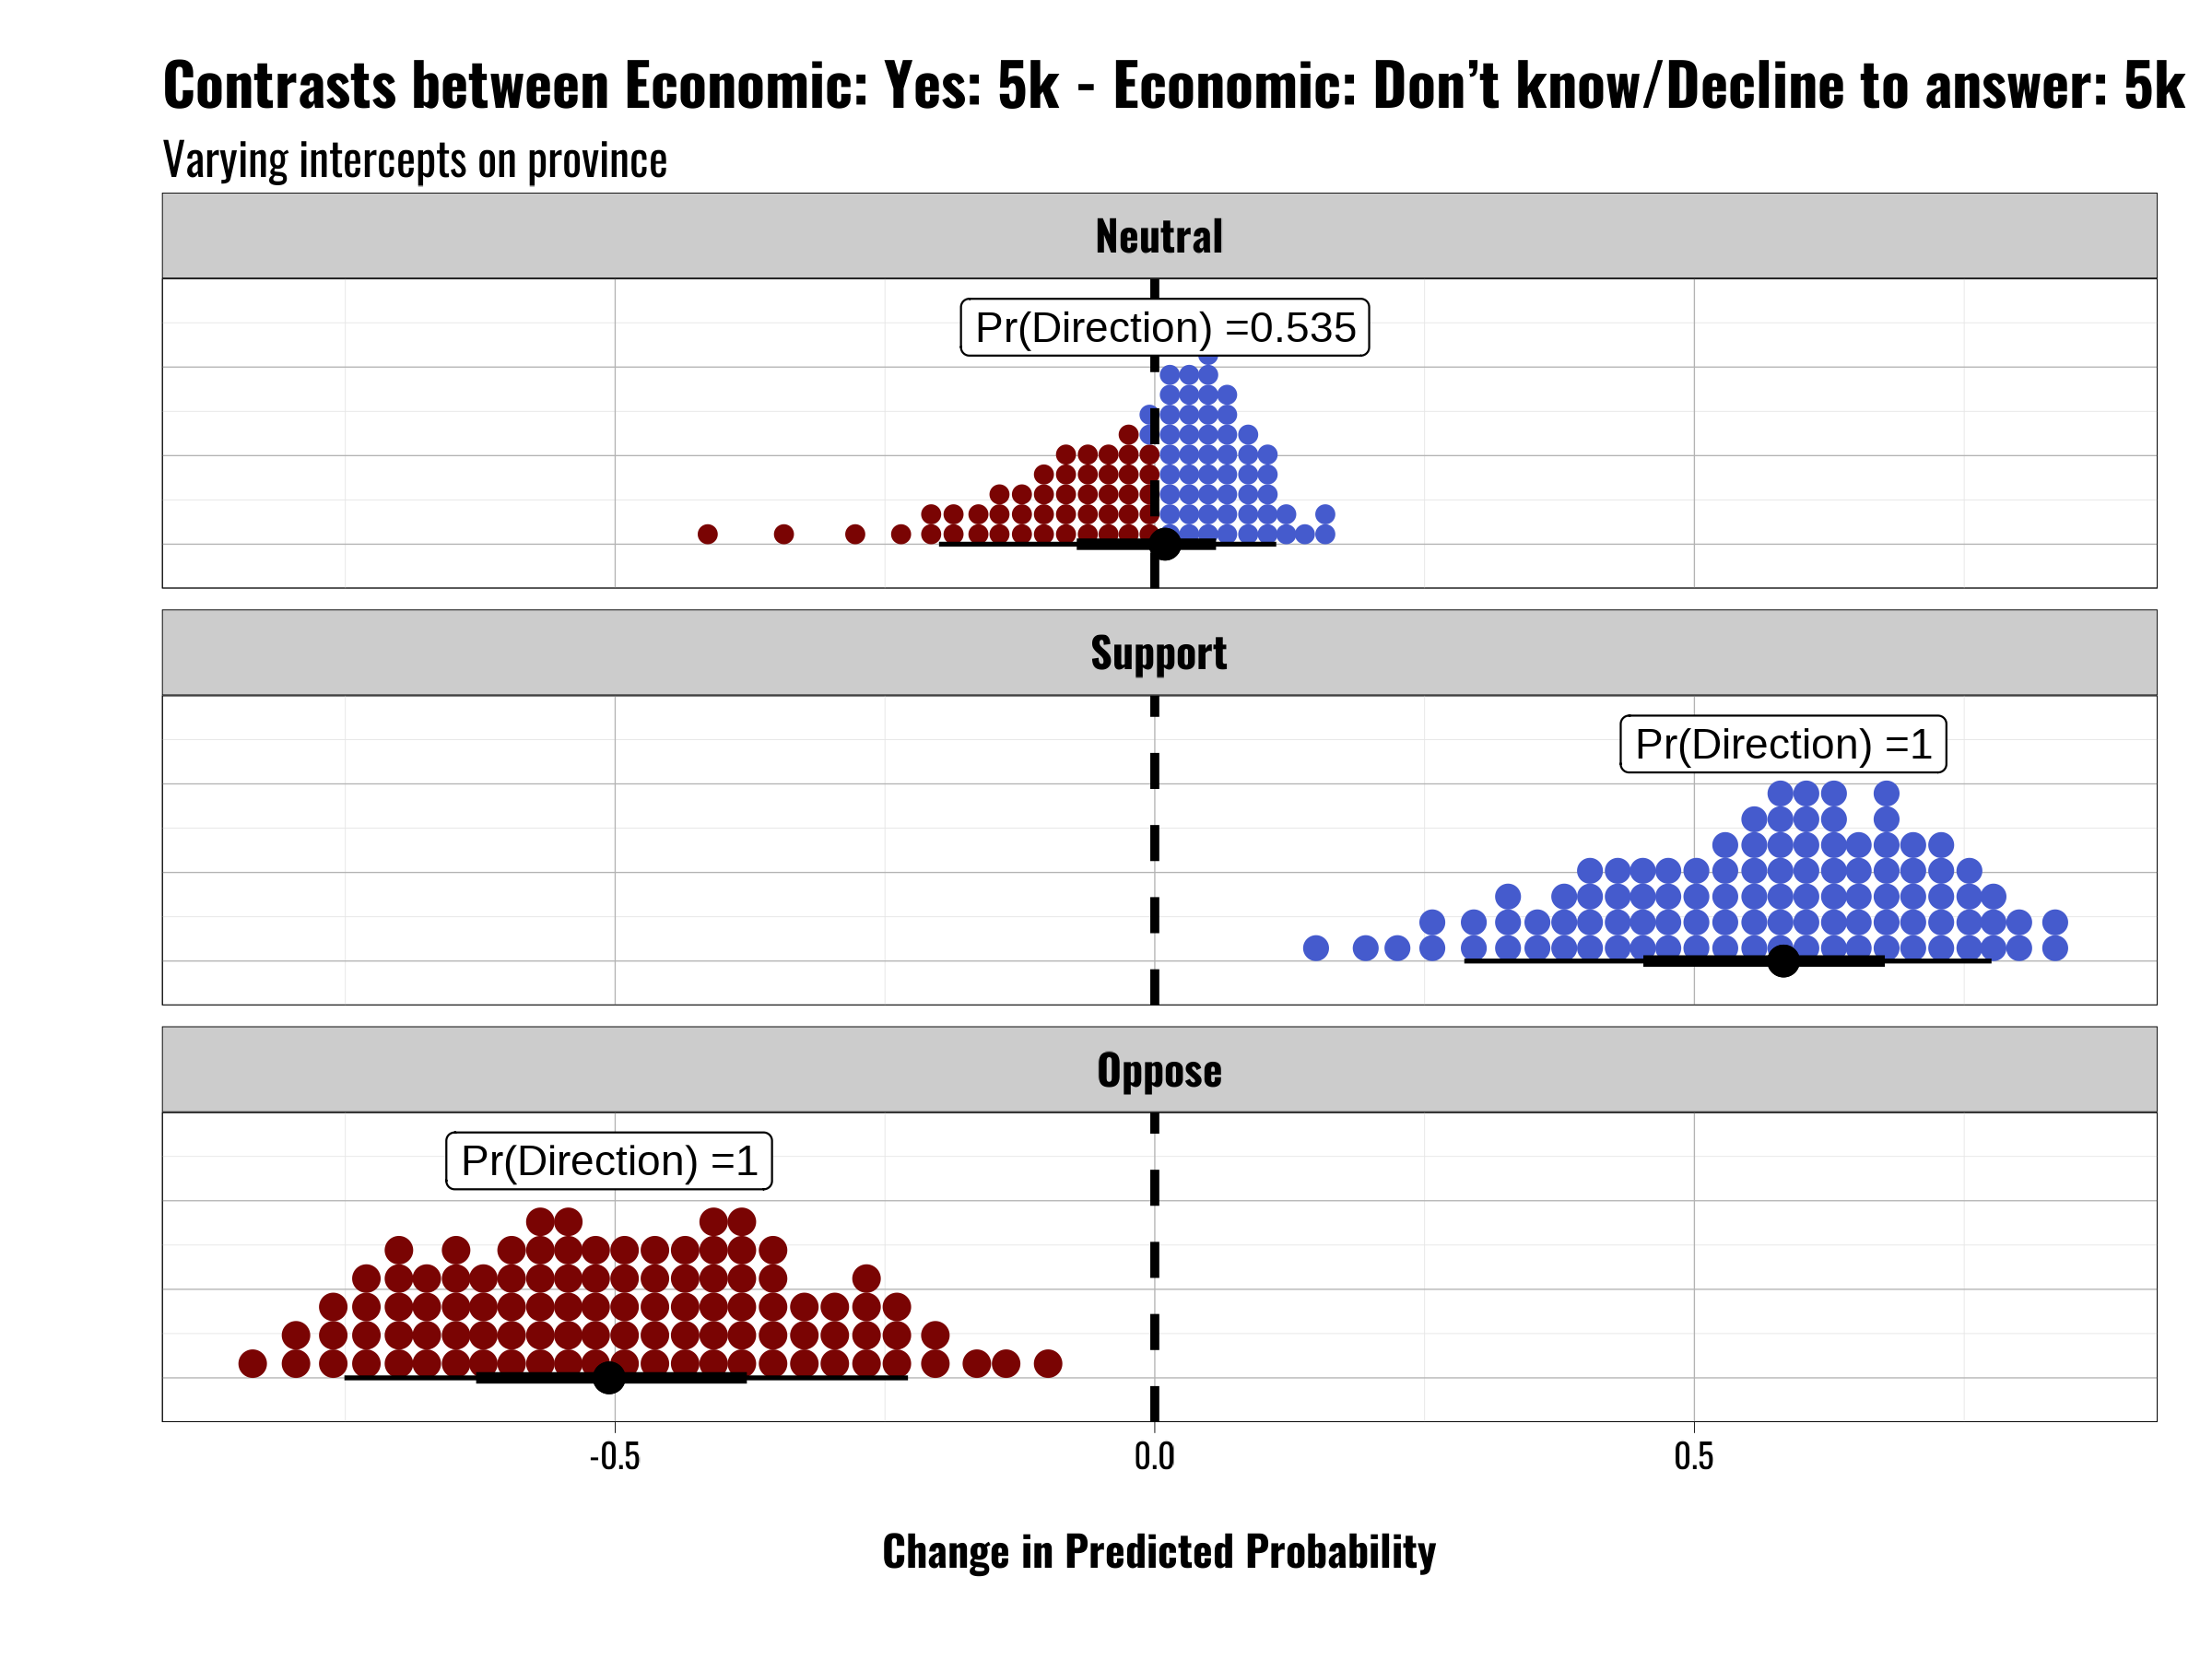 Contrasts between Economic: Yes: 5k - Economic: Don’t know/Decline to answer: 5k
Varying intercepts on province
Neutral
Pr(Direction) =0.535
Support
Pr(Direction) =1
Oppose
Pr(Direction) =1
-0.5 0.0 0.5
Change in Predicted Probability